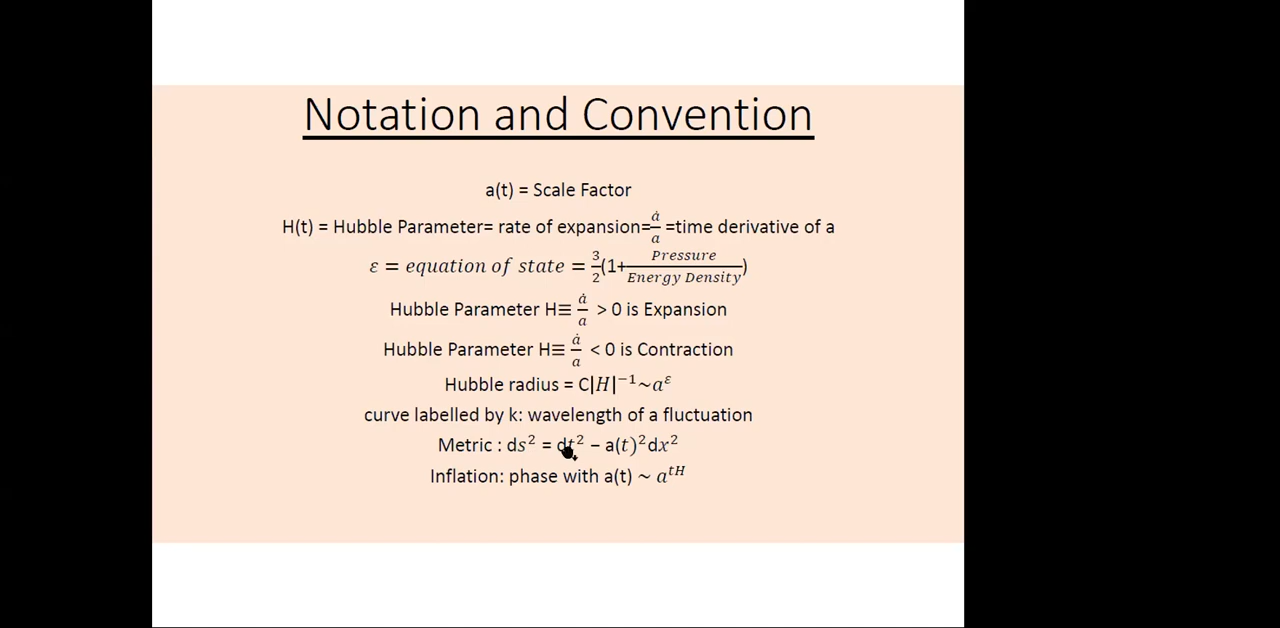 Notation and Convention
a(t) = Scale Factor
H(t) = Hubble Parameter= rate of expansion=ȧ/a =time derivative of a
ε = equation of state = 3/2(1+Pressure/Energy Density)
Hubble Parameter H≡ ȧ/a > 0 is Expansion
Hubble Parameter H≡ ȧ/a < 0 is Contraction
Hubble radius = C|H|⁻¹~aᵋ
curve labelled by k: wavelength of a fluctuation
Metric : ds² = dt² − a(t)²dx²
Inflation: phase with a(t) ~ aᵗᴴ